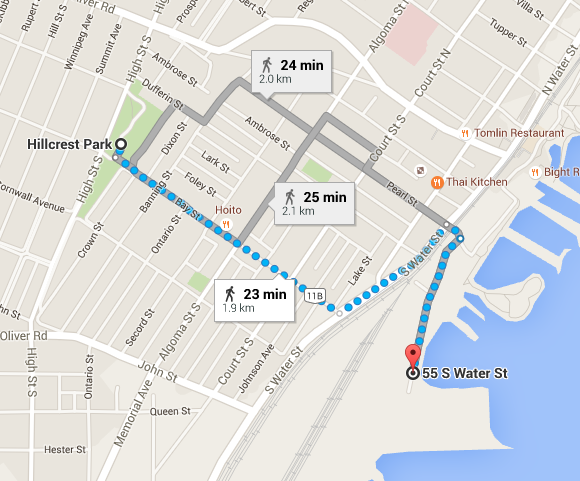 Oliver Rd
Rupert St
Hill St S
Winnipeg Ave
Summit Ave
High St S
Prospect
Ambrose St
Dufferin St
24 min
2.0 km
Algoma St
Court St N
Villa St
Tupper St
N Water St
Tomlin Restaurant
Hillcrest Park
Dixon St
Ambrose St
Lark St
Foley St
Court St S
Thai Kitchen
Bight R
Pearl St
High St S
Cornwall Avenue
Banning St
Bay St
25 min
2.1 km
Hoito
Crown St
Ontario St
S Water St
Lake St
23 min
1.9 km
11B
Oliver Rd
John St
Secord St
Algoma St S
Court St S
Johnson Ave
S Water St
55 S Water St
High St S
Ontario St
Memorial Ave
Queen St
Hester St